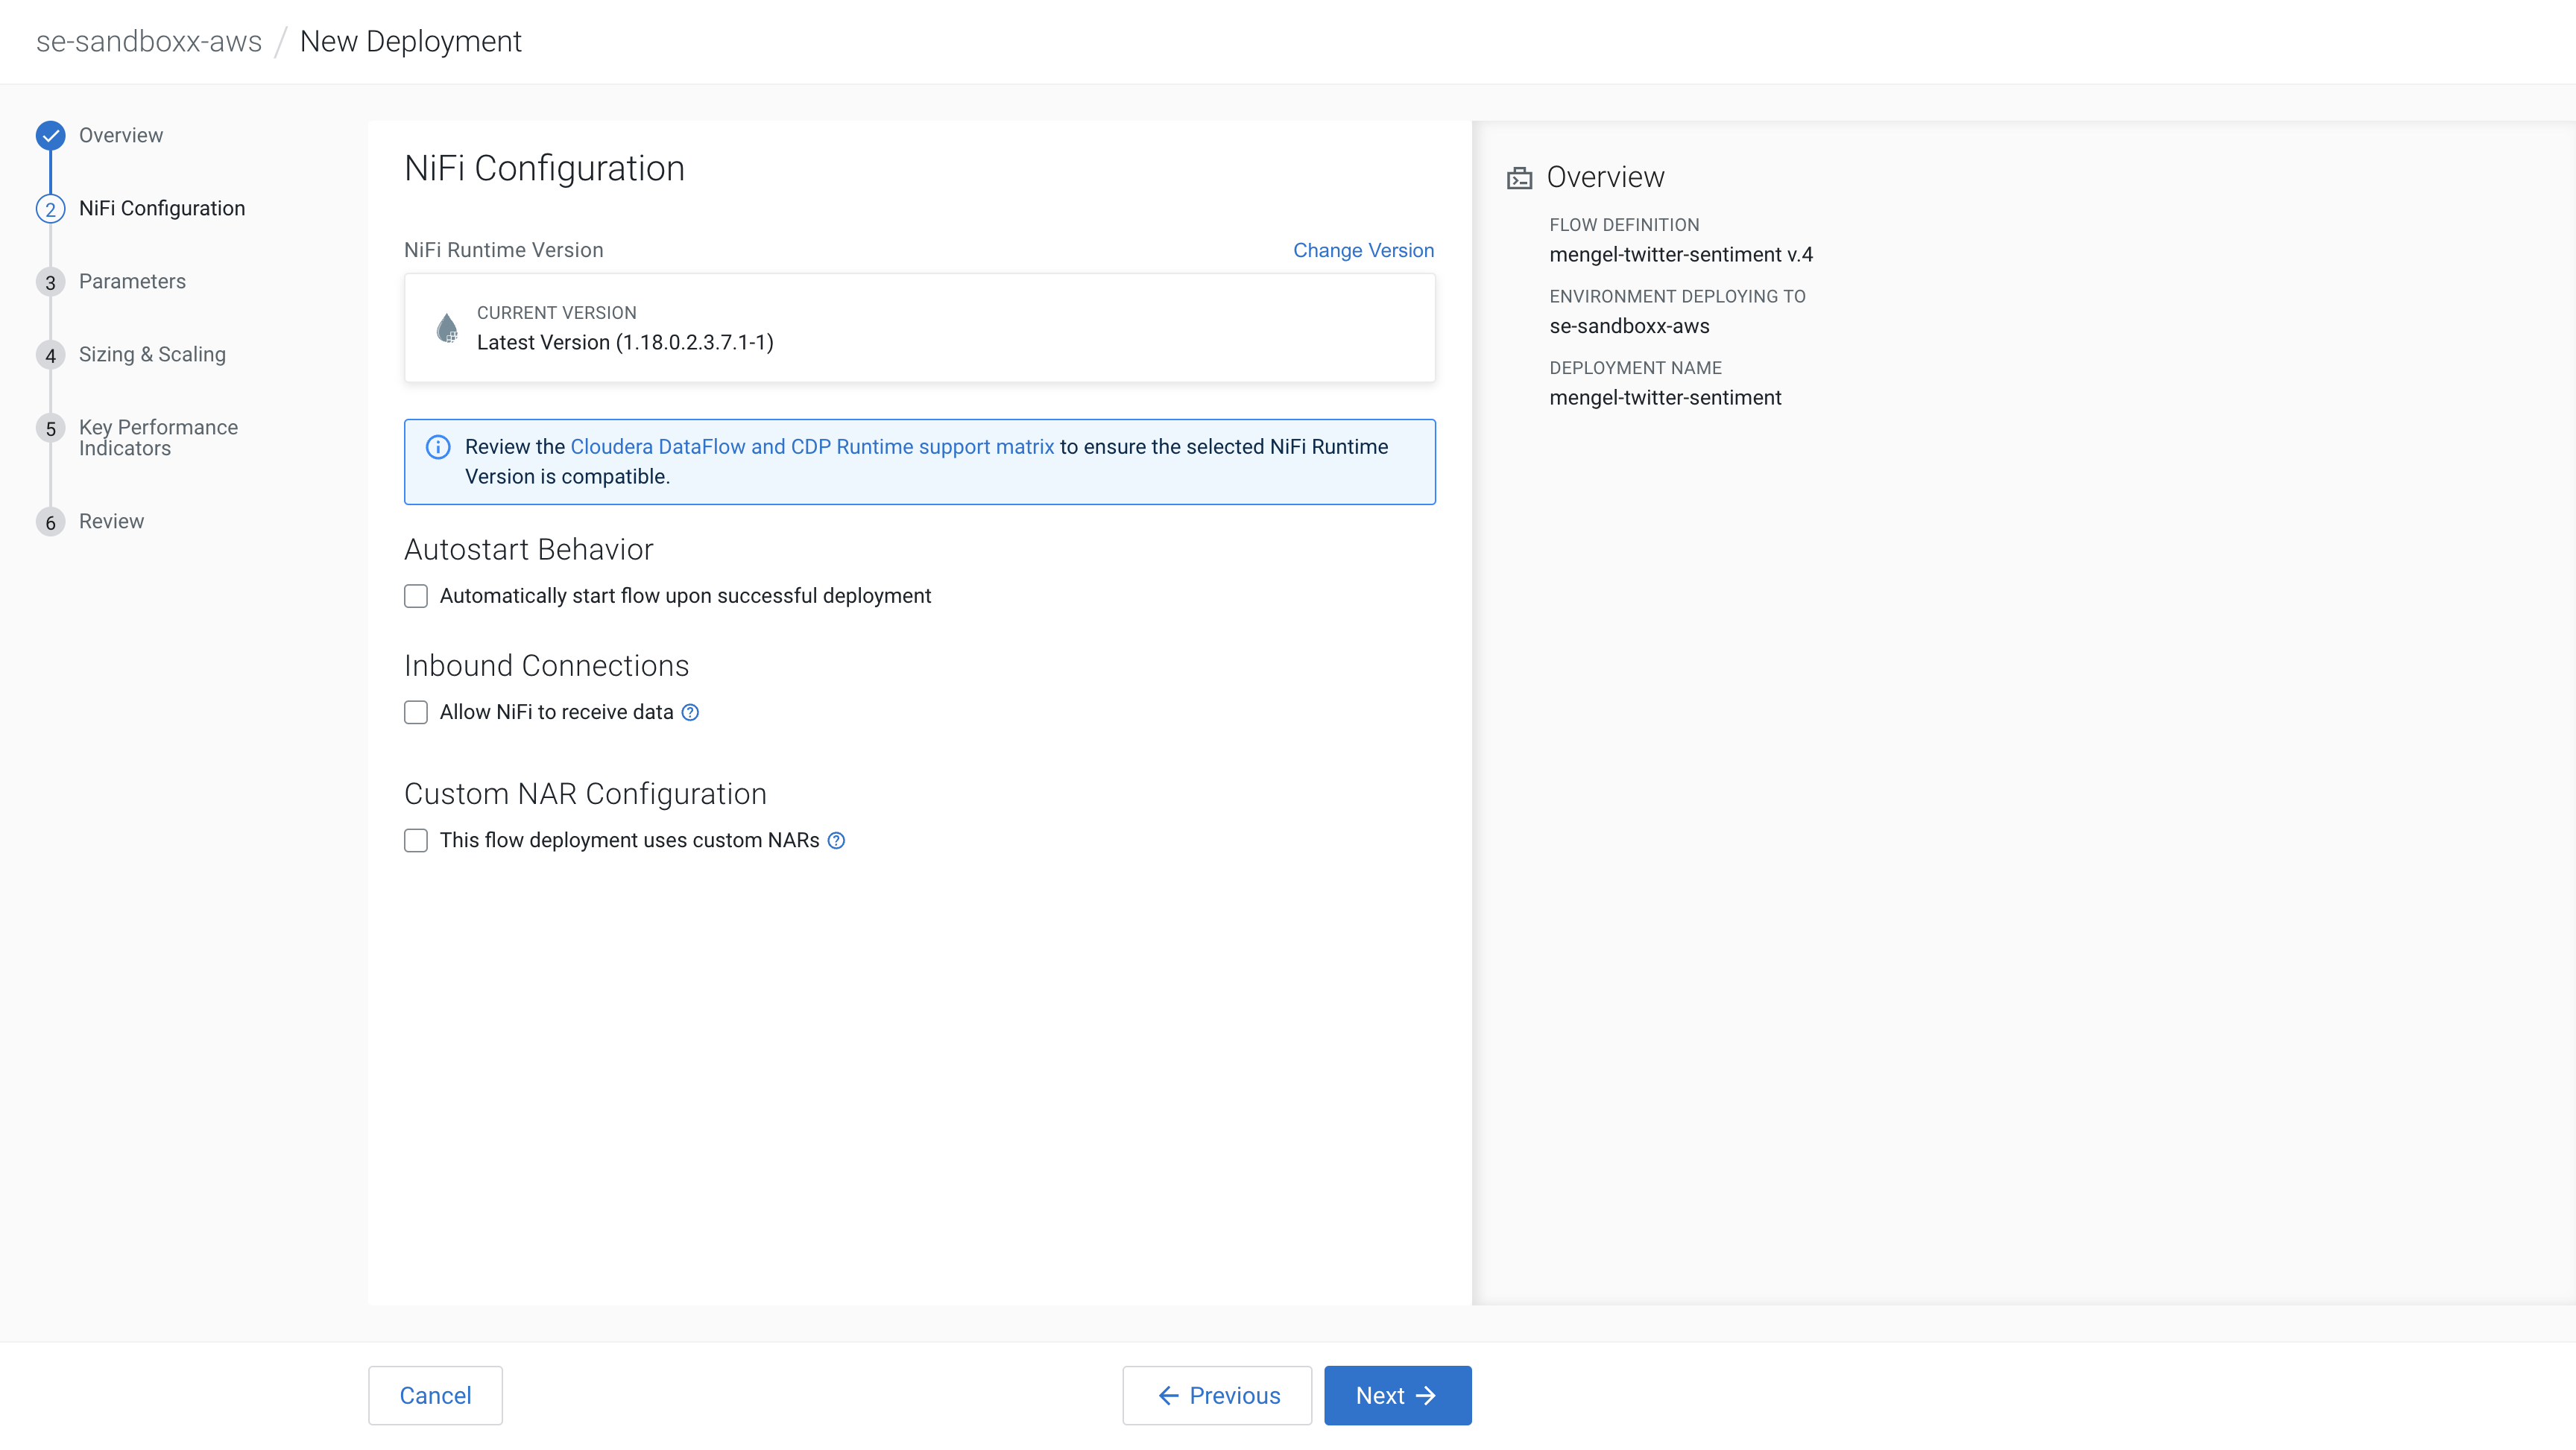 se-sandboxx-aws / New Deployment
Overview
2 NiFi Configuration
3 Parameters
4 Sizing & Scaling
5 Key Performance
Indicators
6 Review
NiFi Configuration
NiFi Runtime Version Change Version
CURRENT VERSION
Latest Version (1.18.0.2.3.7.1-1)
Review the Cloudera DataFlow and CDP Runtime support matrix to ensure the selected NiFi Runtime
Version is compatible.
Autostart Behavior
Automatically start flow upon successful deployment
Inbound Connections
Allow NiFi to receive data ?
Custom NAR Configuration
This flow deployment uses custom NARs ?
Overview
FLOW DEFINITION
mengel-twitter-sentiment v.4
ENVIRONMENT DEPLOYING TO
se-sandboxx-aws
DEPLOYMENT NAME
mengel-twitter-sentiment
Cancel
← Previous
Next →